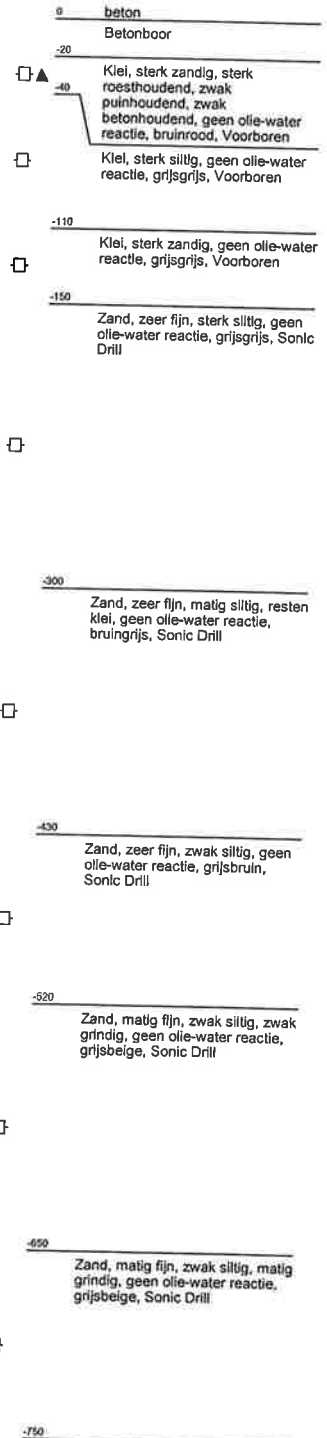 0 beton
Betonboor
-20
Klei, sterk zandig, sterk
roesthoudend, zwak
-40 puinhoudend, zwak
betonhoudend, geen olie-water
reactie, bruinrood, Voorboren
Klei, sterk siltig, geen olie-water
reactie, grijsgrijs, Voorboren
-110
Klei, sterk zandig, geen olie-water
reactie, grijsgrijs, Voorboren
-150
Zand, zeer fijn, sterk siltig, geen
olie-water reactie, grijsgrijs, Sonic
Drill
-300
Zand, zeer fijn, matig siltig, resten
klei, geen olie-water reactie,
bruingrijs, Sonic Drill
-430
Zand, zeer fijn, zwak siltig, geen
olie-water reactie, grijsbruin,
Sonic Drill
-520
Zand, matig fijn, zwak siltig, zwak
grindig, geen olie-water reactie,
grijsbeige, Sonic Drill
-650
Zand, matig fijn, zwak siltig, matig
grindig, geen olie-water reactie,
grijsbeige, Sonic Drill
-750